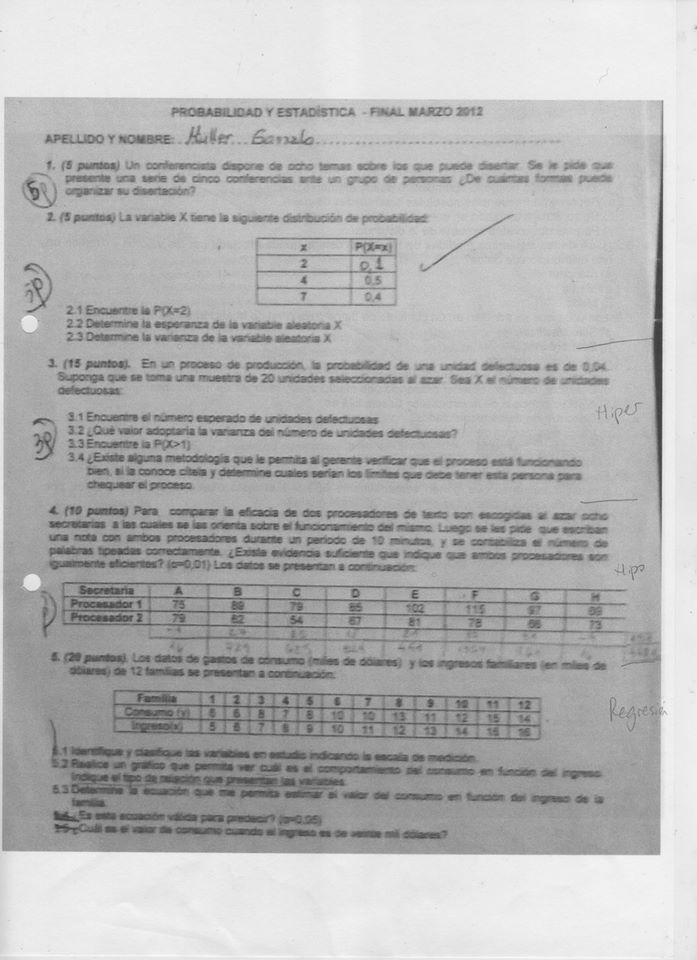 PROBABILIDAD Y ESTADÍSTICA - FINAL MARZO 2012
APELLIDO Y NOMBRE:
1. (5 puntos) Un conferencista dispone de ocho temas sobre los que puede disertar. Se le pide que
presente una serie de cinco conferencias ante un grupo de personas ¿De cuántas formas puede
organizar su disertación?
2. (5 puntos) La variable X tiene la siguiente distribución de probabilidad:
x P(X=x)
2 0,1
4 0,5
7 0,4
2.1 Encuentre la P(X=2)
2.2 Determine la esperanza de la variable aleatoria X
2.3 Determine la varianza de la variable aleatoria X
3. (15 puntos). En un proceso de producción, la probabilidad de una unidad defectuosa es de 0,04.
Suponga que se toma una muestra de 20 unidades seleccionadas al azar. Sea X el número de unidades
defectuosas:
Hiper
3.1 Encuentre el número esperado de unidades defectuosas
3.2 ¿Qué valor adoptaría la varianza del número de unidades defectuosas?
3.3 Encuentre la P(X>1)
3.4 ¿Existe alguna metodología que le permita al gerente verificar que el proceso está funcionando
bien, si la conoce cítela y determine cuales serían los límites que debe tener esta persona para
chequear el proceso.
4. (10 puntos) Para comparar la eficacia de dos procesadores de texto son escogidas al azar ocho
secretarias a las cuales se las orienta sobre el funcionamiento del mismo. Luego se les pide que escriban
una nota con ambos procesadores durante un período de 10 minutos, y se contabiliza el número de
palabras tipeadas correctamente. ¿Existe evidencia suficiente que indique que ambos procesadores son
igualmente eficientes? (α=0,01) Los datos se presentan a continuación:
Hipo
Secretaria A B C D E F G H
Procesador 1 75 89 79 85 102 115 97 69
Procesador 2 79 62 54 67 81 78 66 73
5. (20 puntos). Los datos de gastos de consumo (miles de dólares) y los ingresos familiares (en miles de
dólares) de 12 familias se presentan a continuación:
Familia 1 2 3 4 5 6 7 8 9 10 11 12
Consumo (y) 6 6 8 7 8 10 10 13 11 12 15 14
Ingreso(x) 5 6 7 8 9 10 11 12 13 14 15 16
Regresión
5.1 Identifique y clasifique las variables en estudio indicando la escala de medición.
5.2 Realice un gráfico que permita ver cuál es el comportamiento del consumo en función del ingreso.
Indique el tipo de relación que presentan las variables.
5.3 Determine la ecuación que me permita estimar el valor del consumo en función del ingreso de la
familia.
Es esta ecuación válida para predecir? (α=0,05)
Cuál es el valor de consumo cuando el ingreso es de veinte mil dólares?